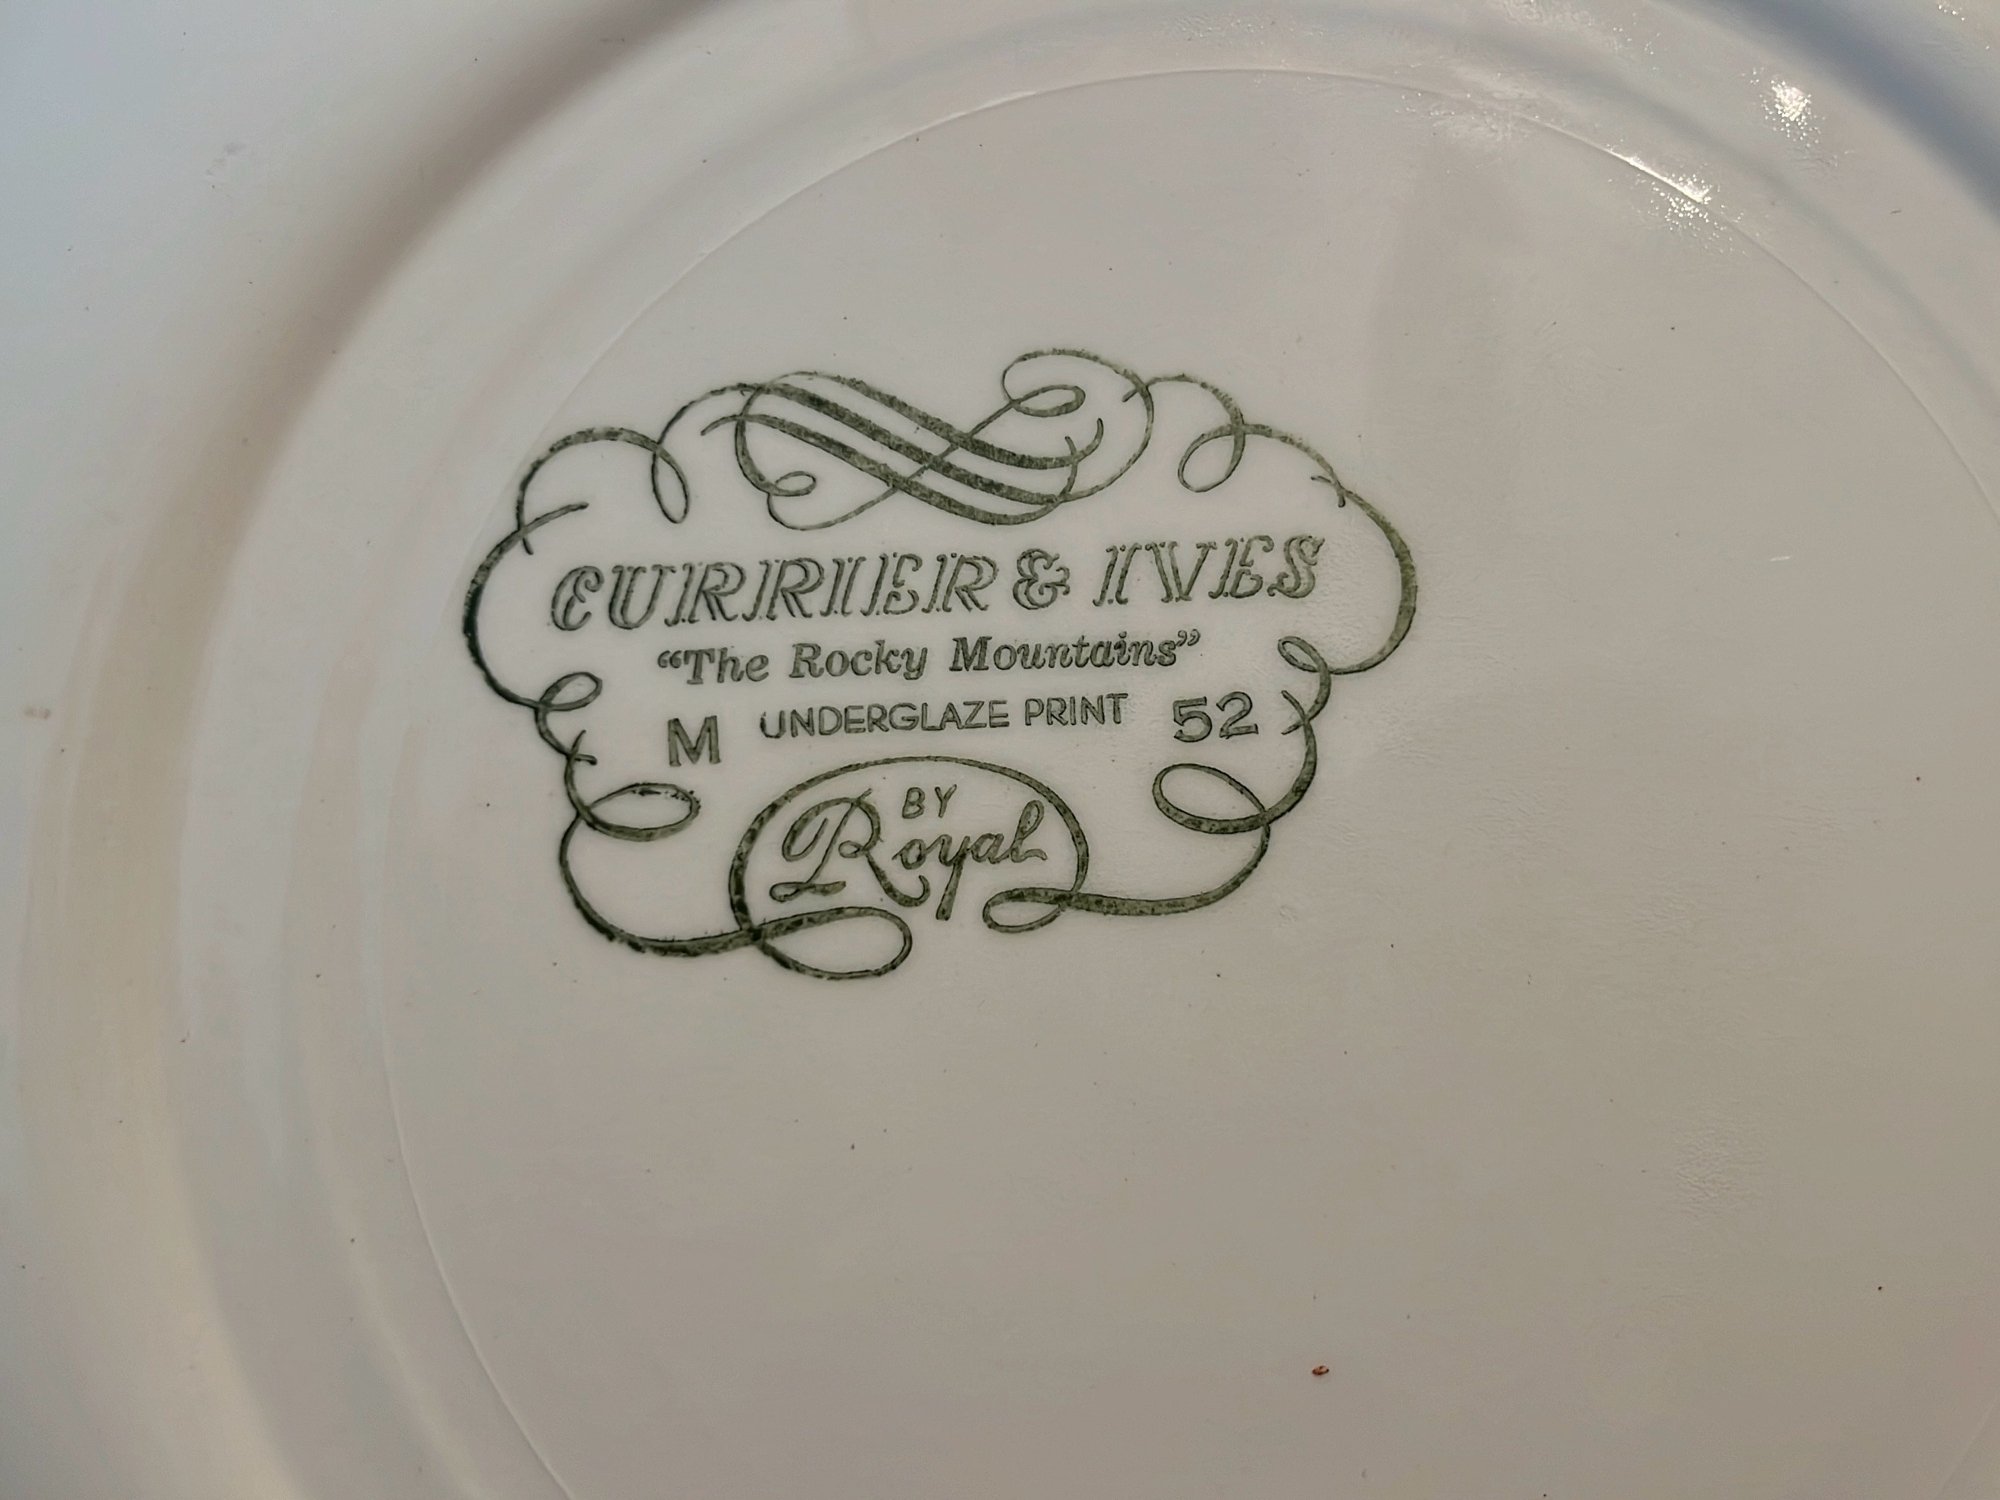 CURRIER & IVES
“The Rocky Mountains”
M UNDERGLAZE PRINT 52
BY
Royal